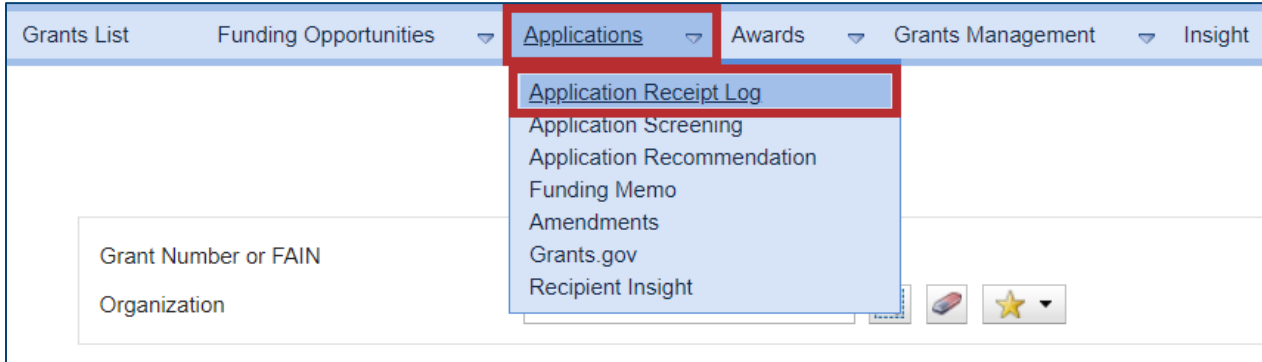 Grants List Funding Opportunities Applications Awards Grants Management Insight
Application Receipt Log
Application Screening
Application Recommendation
Funding Memo
Amendments
Grants.gov
Recipient Insight
Grant Number or FAIN
Organization